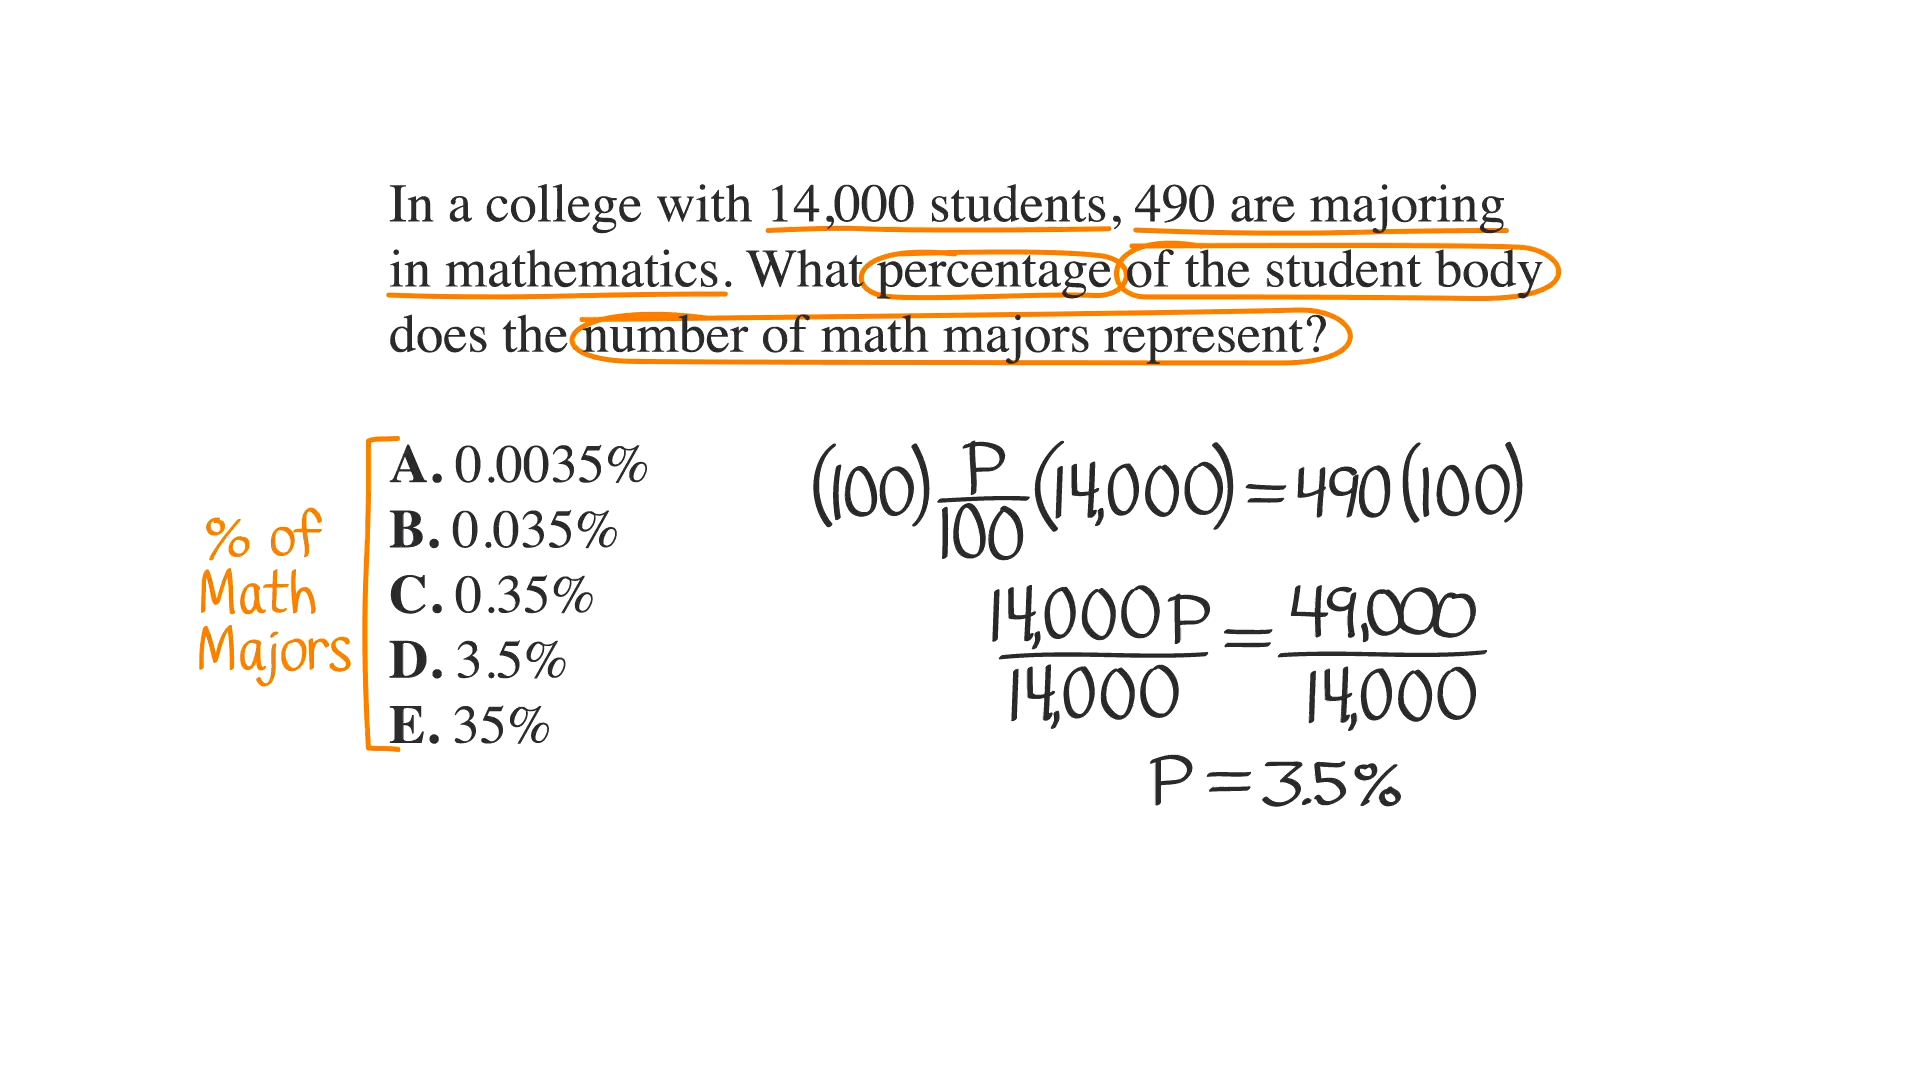 In a college with 14,000 students, 490 are majoring
in mathematics. What percentage of the student body
does the number of math majors represent?
% of
Math
Majors
A. 0.0035%
B. 0.035%
C. 0.35%
D. 3.5%
E. 35%
(100) P/100 (14,000) = 490 (100)
14,000 P / 14,000 = 49,000 / 14,000
P = 3.5%